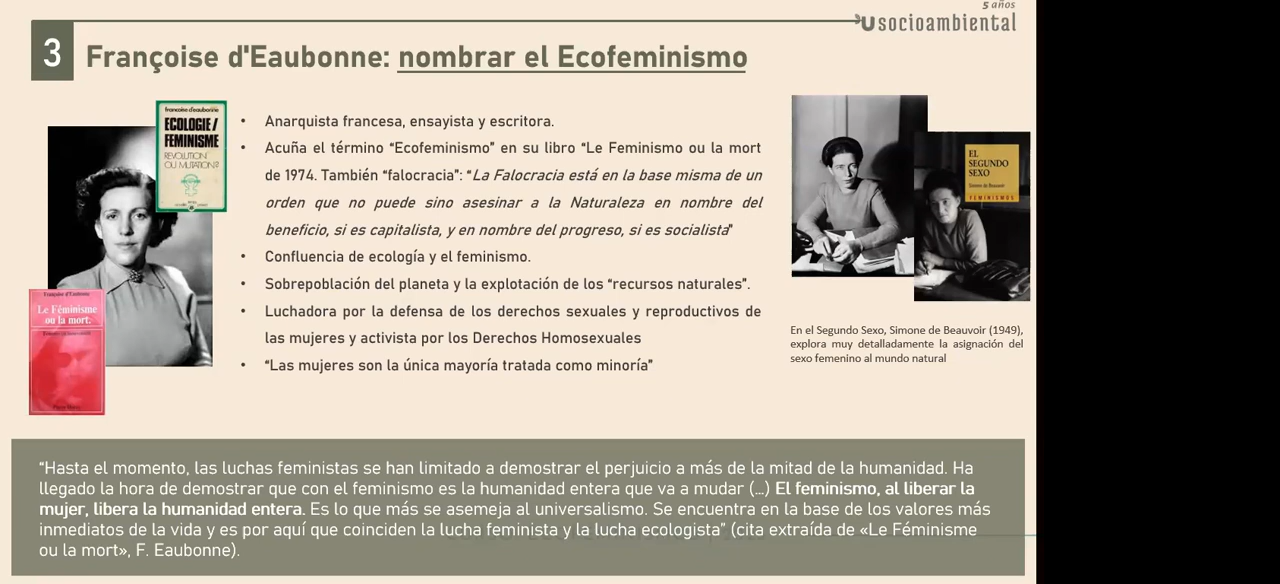 5 años
socioambiental
3
Françoise d'Eaubonne: nombrar el Ecofeminismo
françoise d'eaubonne
ECOLOGIE/
FEMINISME
REVOLUTION
OU MUTATION?
Françoise d'Eaubonne
Le Féminisme
ou la mort.
• Anarquista francesa, ensayista y escritora.
• Acuña el término “Ecofeminismo” en su libro “Le Feminismo ou la mort
de 1974. También “falocracia”: “La Falocracia está en la base misma de un
orden que no puede sino asesinar a la Naturaleza en nombre del
beneficio, si es capitalista, y en nombre del progreso, si es socialista”
• Confluencia de ecología y el feminismo.
• Sobrepoblación del planeta y la explotación de los “recursos naturales”.
• Luchadora por la defensa de los derechos sexuales y reproductivos de
las mujeres y activista por los Derechos Homosexuales
• “Las mujeres son la única mayoría tratada como minoría”
EL
SEGUNDO
SEXO
Simone de Beauvoir
FEMINISMOS
En el Segundo Sexo, Simone de Beauvoir (1949),
explora muy detalladamente la asignación del
sexo femenino al mundo natural
“Hasta el momento, las luchas feministas se han limitado a demostrar el perjuicio a más de la mitad de la humanidad. Ha
llegado la hora de demostrar que con el feminismo es la humanidad entera que va a mudar (...) El feminismo, al liberar la
mujer, libera la humanidad entera. Es lo que más se asemeja al universalismo. Se encuentra en la base de los valores más
inmediatos de la vida y es por aquí que coinciden la lucha feminista y la lucha ecologista” (cita extraída de «Le Féminisme
ou la mort», F. Eaubonne).